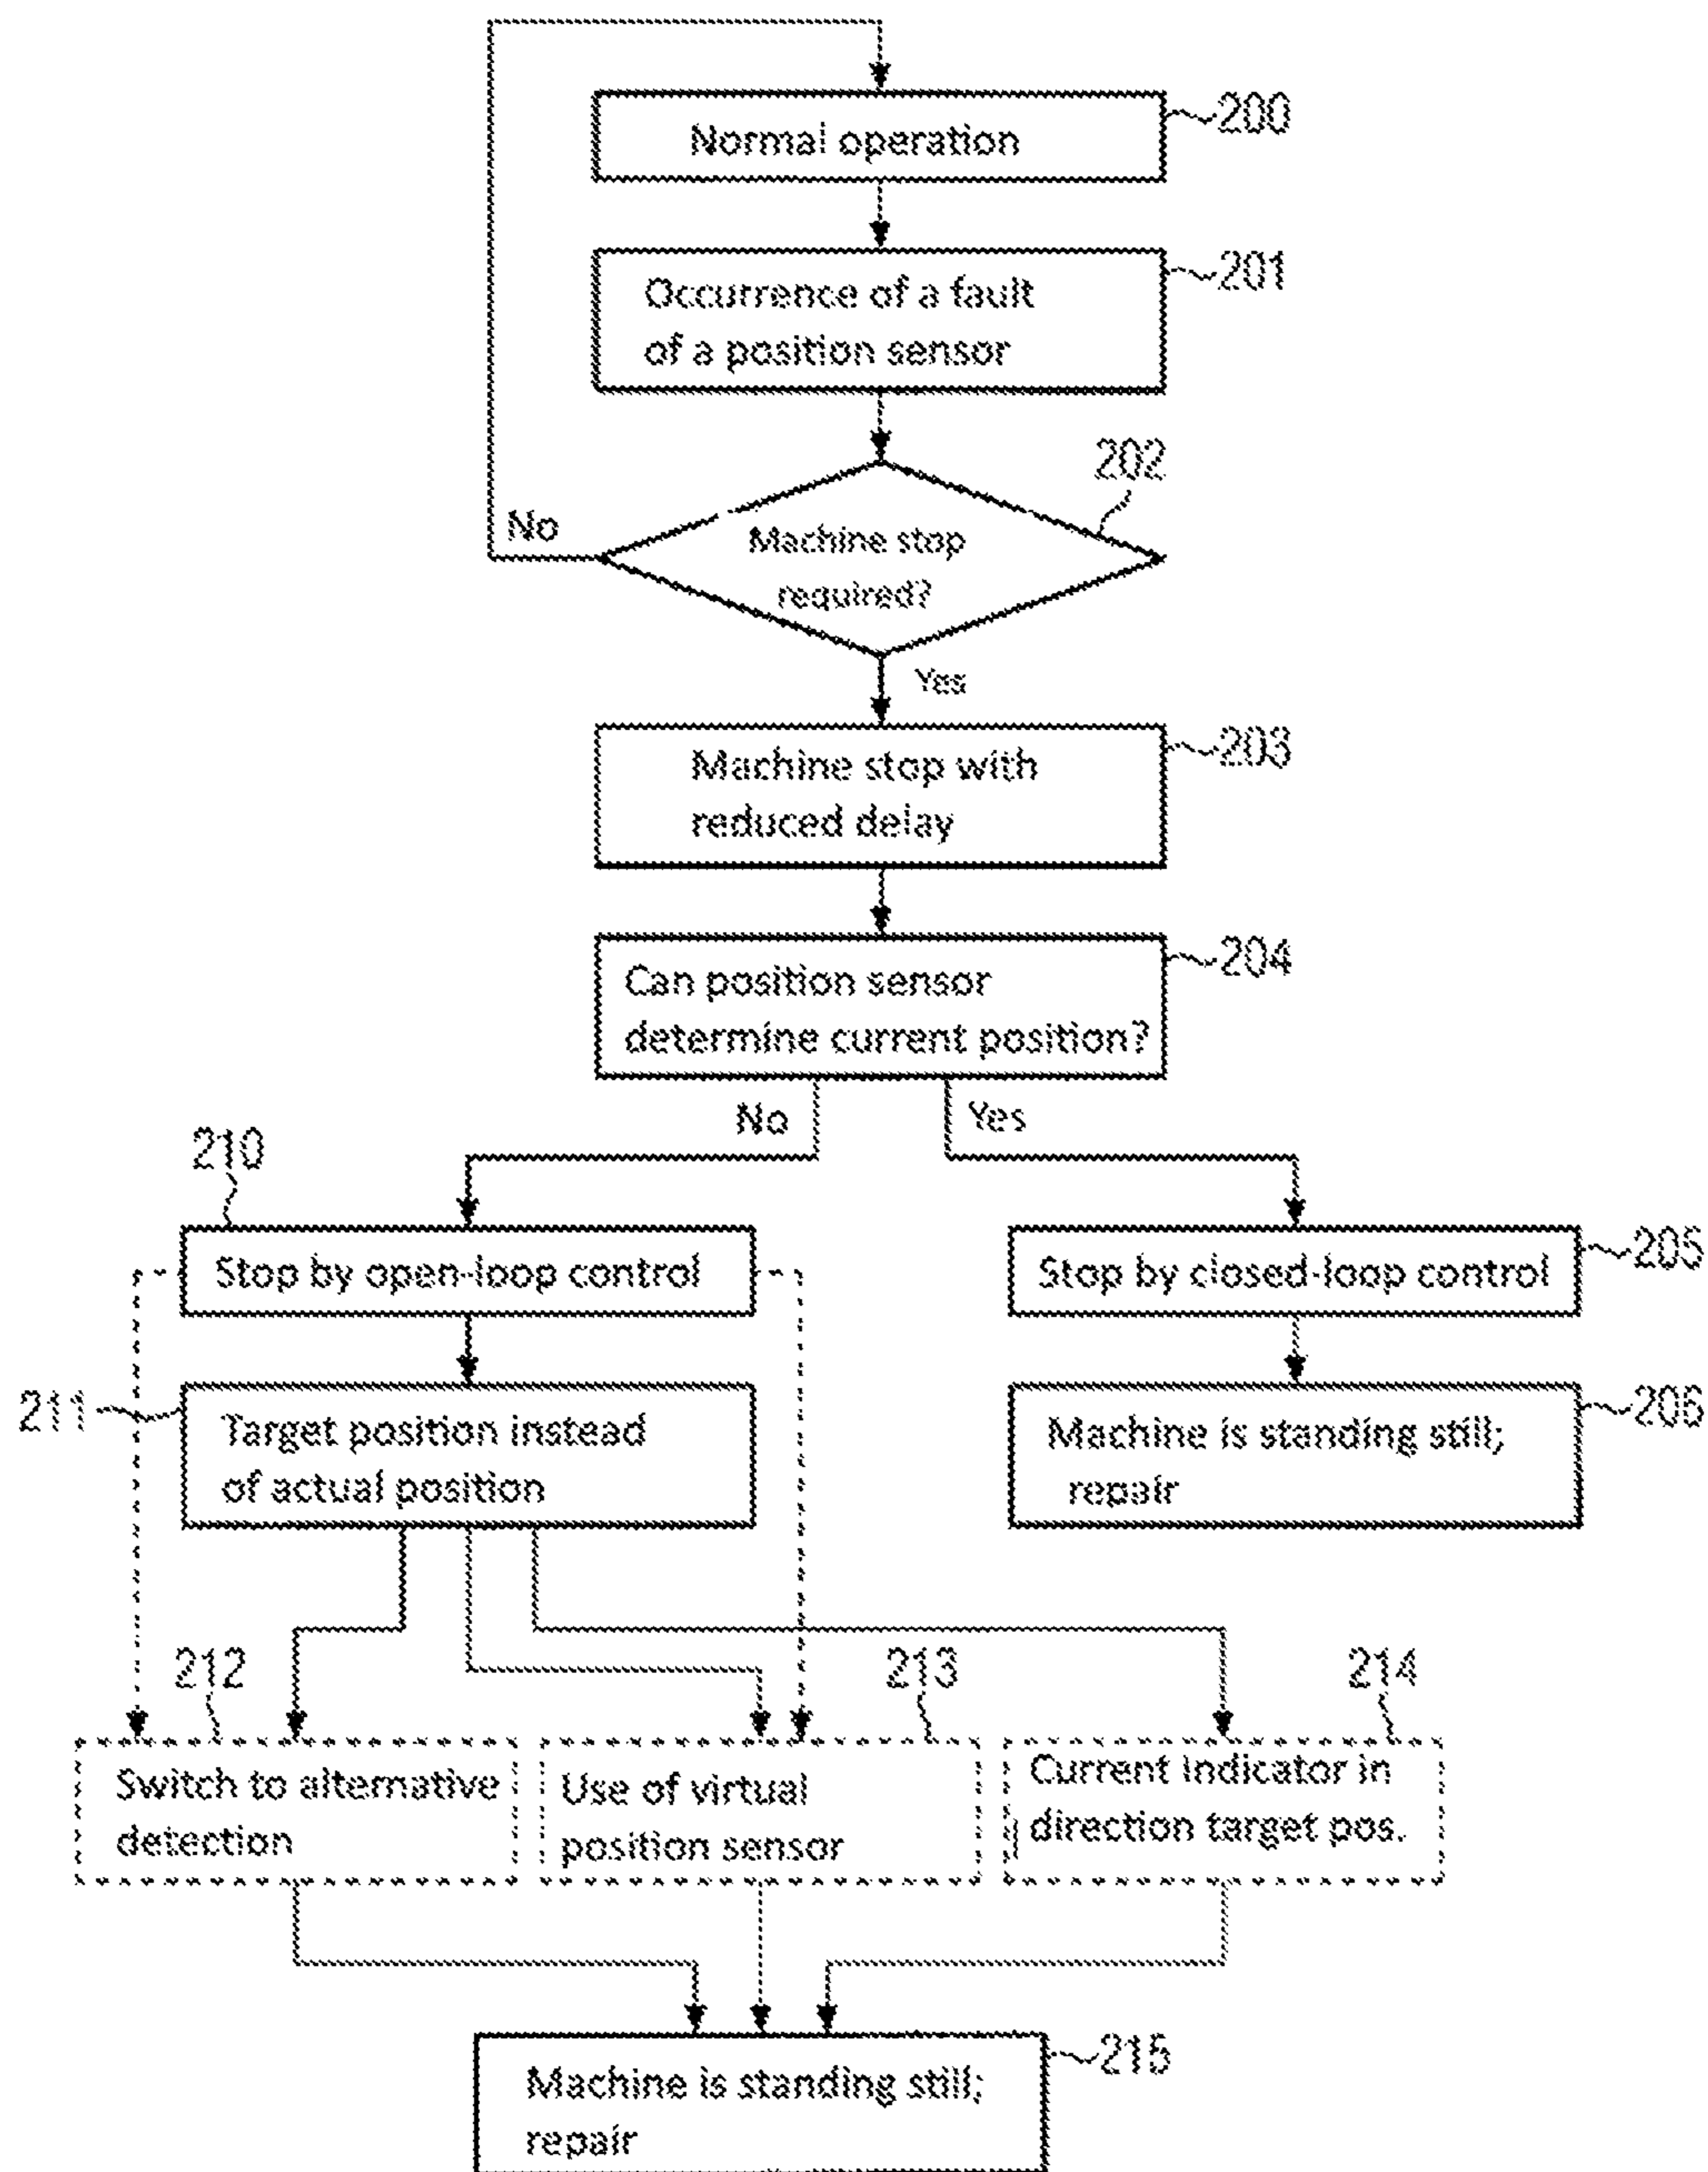 Normal operation
200
Occurrence of a fault
of a position sensor
201
202
No
Machine stop
required?
Yes
Machine stop with
reduced delay
203
Can position sensor
determine current position?
204
No
Yes
210
Stop by open-loop control
Stop by closed-loop control
205
211
Target position instead
of actual position
Machine is standing still;
repair
206
212
213
214
Switch to alternative
detection
Use of virtual
position sensor
Current indicator in
direction target pos.
Machine is standing still;
repair
215